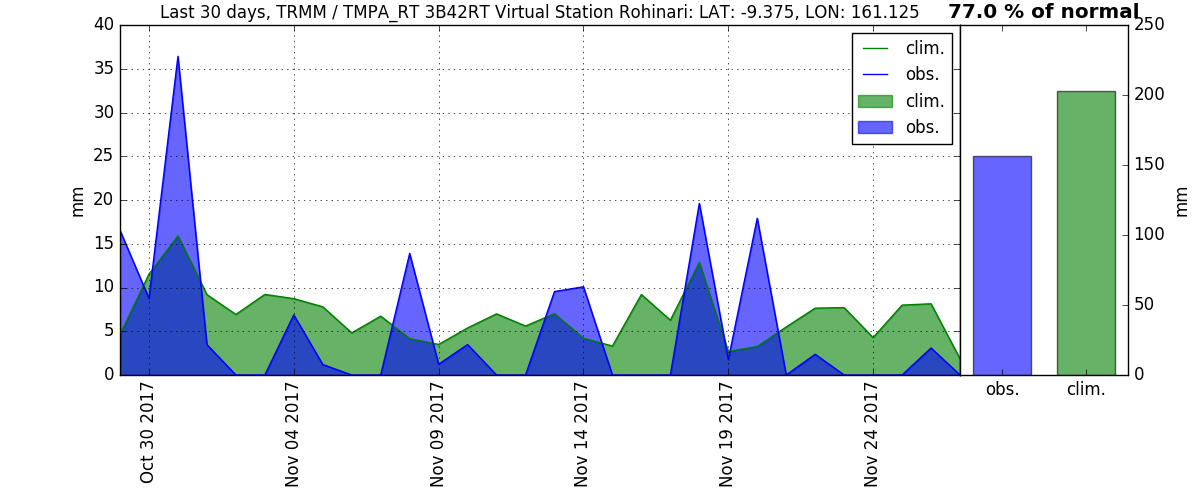 Last 30 days, TRMM / TMPA_RT 3B42RT Virtual Station Rohinari: LAT: -9.375, LON: 161.125
77.0 % of normal
40
35
30
25
20
15
10
5
0
mm
clim.
obs.
clim.
obs.
Oct 30 2017
Nov 04 2017
Nov 09 2017
Nov 14 2017
Nov 19 2017
Nov 24 2017
250
200
150
100
50
0
mm
obs.
clim.